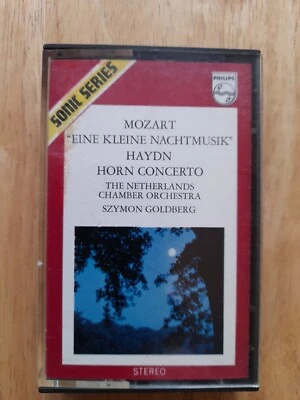 SONIC SERIES
PHILIPS
MOZART
"EINE KLEINE NACHTMUSIK"
HAYDN
HORN CONCERTO
THE NETHERLANDS
CHAMBER ORCHESTRA
SZYMON GOLDBERG
STEREO